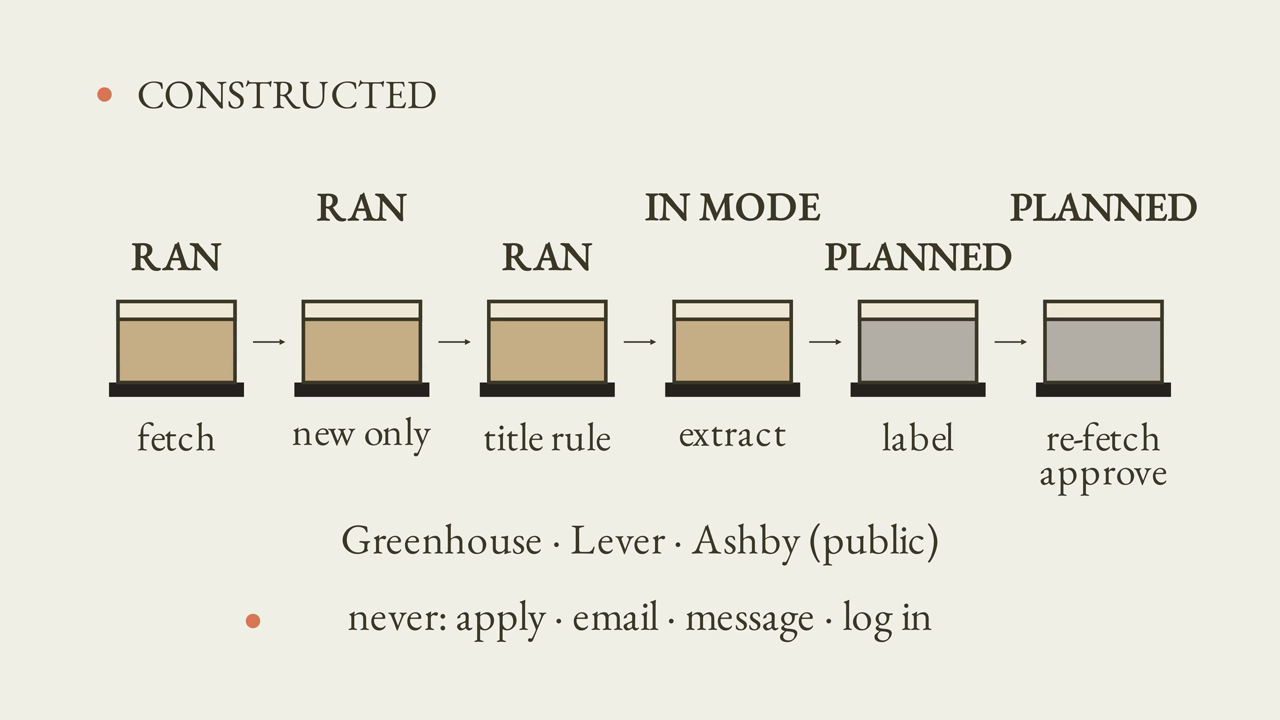 CONSTRUCTED
RAN
RAN
RAN
IN MODE
PLANNED
PLANNED
fetch
new only
title rule
extract
label
re-fetch
approve
Greenhouse · Lever · Ashby (public)
never: apply · email · message · log in